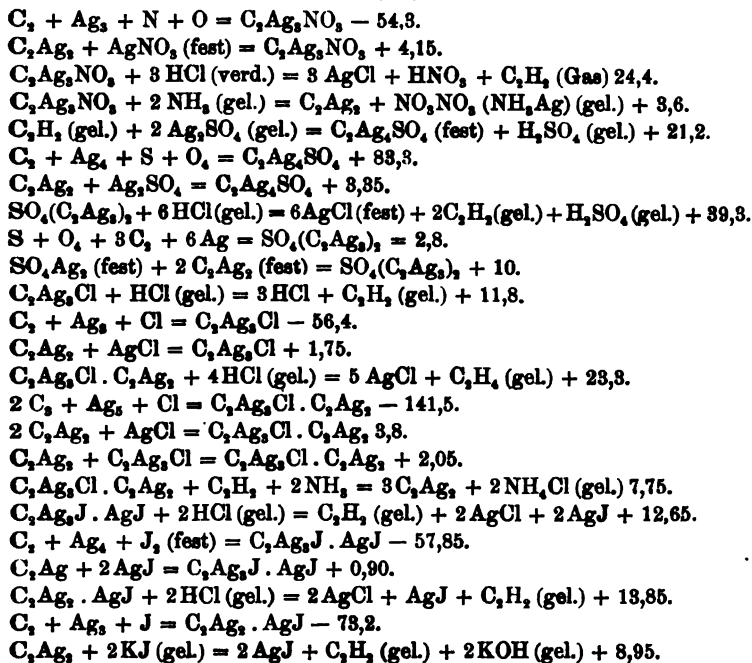 C₂ + Ag₃ + N + O = C₂Ag₃NO₃ − 54,3.
C₂Ag₂ + AgNO₃ (fest) = C₂Ag₃NO₃ + 4,15.
C₂Ag₃NO₃ + 3 HCl (verd.) = 3 AgCl + HNO₃ + C₂H₂ (Gas) 24,4.
C₂Ag₃NO₃ + 2 NH₃ (gel.) = C₂Ag₂ + NO₃NO₃ (NH₃Ag) (gel.) + 3,6.
C₂H₂ (gel.) + 2 Ag₂SO₄ (gel.) = C₂Ag₄SO₄ (fest) + H₂SO₄ (gel.) + 21,2.
C₂ + Ag₄ + S + O₄ = C₂Ag₄SO₄ + 83,3.
C₂Ag₂ + Ag₂SO₄ = C₂Ag₄SO₄ + 3,35.
SO₄(C₂Ag₃)₂ + 6 HCl (gel.) = 6 AgCl (fest) + 2 C₂H₂ (gel.) + H₂SO₄ (gel.) + 39,3.
S + O₄ + 3 C₂ + 6 Ag = SO₄(C₂Ag₃)₂ = 2,8.
SO₄Ag₂ (fest) + 2 C₂Ag₂ (fest) = SO₄(C₂Ag₃)₂ + 10.
C₂Ag₃Cl + HCl (gel.) = 3 HCl + C₂H₂ (gel.) + 11,8.
C₂ + Ag₃ + Cl = C₂Ag₃Cl − 56,4.
C₂Ag₂ + AgCl = C₂Ag₃Cl + 1,75.
C₂Ag₃Cl . C₂Ag₂ + 4 HCl (gel.) = 5 AgCl + C₂H₄ (gel.) + 23,3.
2 C₂ + Ag₅ + Cl = C₂Ag₃Cl . C₂Ag₂ − 141,5.
2 C₂Ag₂ + AgCl = C₂Ag₃Cl . C₂Ag₂ 3,8.
C₂Ag₂ + C₂Ag₃Cl = C₂Ag₃Cl . C₂Ag₂ + 2,05.
C₂Ag₃Cl . C₂Ag₂ + C₂H₂ + 2 NH₃ = 3 C₂Ag₂ + 2 NH₄Cl (gel.) 7,75.
C₂Ag₃J . AgJ + 2 HCl (gel.) = C₂H₂ (gel.) + 2 AgCl + 2 AgJ + 12,65.
C₂ + Ag₄ + J₂ (fest) = C₂Ag₃J . AgJ − 57,85.
C₂Ag + 2 AgJ = C₂Ag₃J . AgJ + 0,90.
C₂Ag₂ . AgJ + 2 HCl (gel.) = 2 AgCl + AgJ + C₂H₂ (gel.) + 13,85.
C₂ + Ag₃ + J = C₂Ag₂ . AgJ − 73,2.
C₂Ag₂ + 2 KJ (gel.) = 2 AgJ + C₂H₂ (gel.) + 2 KOH (gel.) + 8,95.